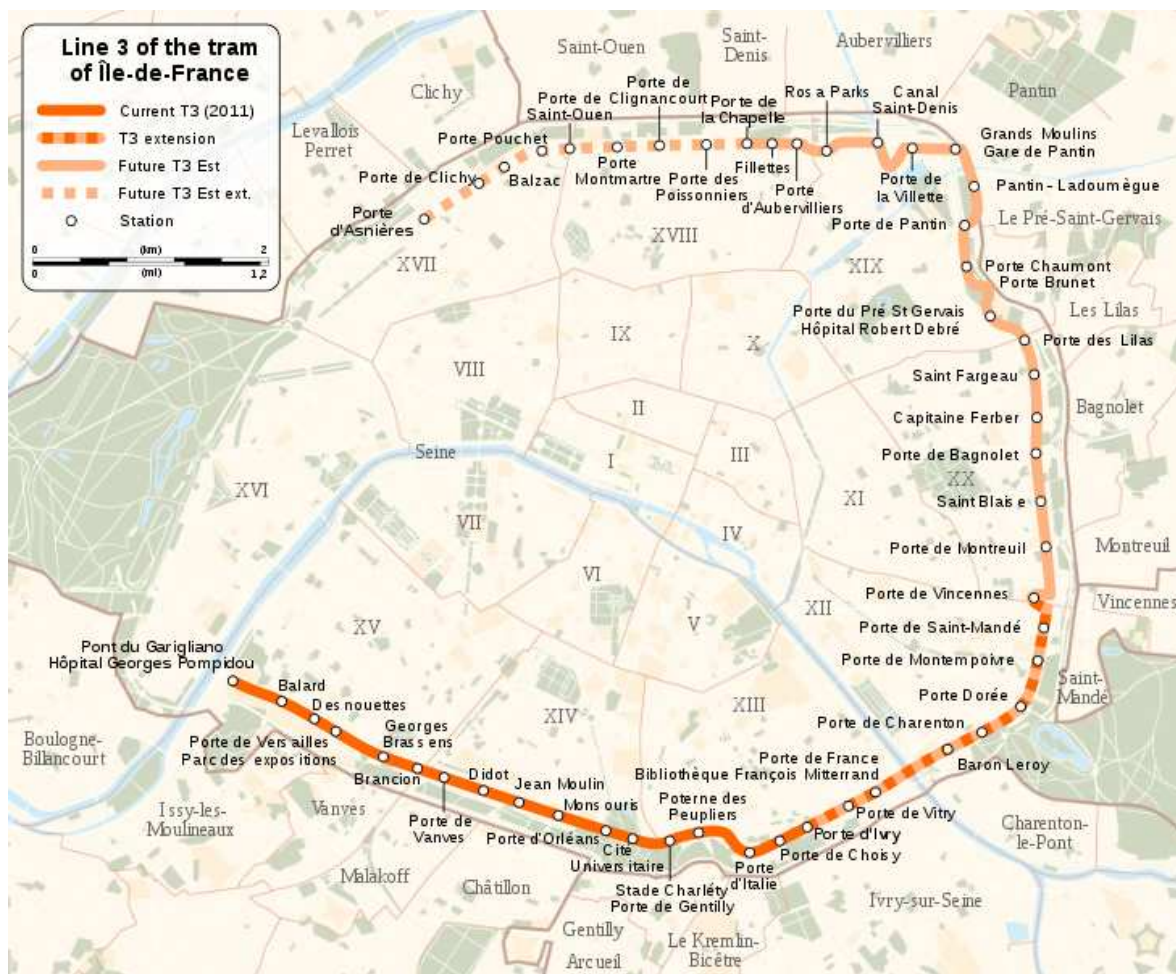 Line 3 of the tram
of Île-de-France
Current T3 (2011)
T3 extension
Future T3 Est
Future T3 Est ext.
Station
0 (km) 2
0 (mi) 1,2
Saint-Ouen
Saint-
Denis
Aubervilliers
Clichy
Pantin
Levallois
Perret
Porte de
Clignancourt
Porte de
Saint-Ouen
Porte de
la Chapelle
Ros a Parks
Canal
Saint-Denis
Porte Pouchet
Grands Moulins
Gare de Pantin
Porte de Clichy
Balzac
Porte
Montmartre
Porte des
Poissonniers
Fillettes
Porte
d'Aubervilliers
Porte de
la Villette
Pantin - Ladoumègue
Porte
d'Asnières
Le Pré-Saint-Gervais
Porte de Pantin
XVII
XVIII
XIX
Porte Chaumont
Porte Brunet
Les Lilas
Porte du Pré St Gervais
Hôpital Robert Debré
Porte des Lilas
IX
X
VIII
Saint Fargeau
II
Capitaine Ferber
Bagnolet
Seine
I
III
Porte de Bagnolet
XVI
XI
XX
Saint Blaise
VII
IV
Porte de Montreuil
Montreuil
VI
Porte de Vincennes
Vincennes
XII
XV
V
Porte de Saint-Mandé
Pont du Garigliano
Hôpital Georges Pompidou
Porte de Montempoivre
Saint-
Mandé
Balard
Porte Dorée
Des nouettes
XIV
XIII
Porte de Charenton
Boulogne-
Billancourt
Porte de Vers ailles
Parc des expositions
Georges
Brass ens
Porte de France
Bibliothèque François Mitterrand
Baron Leroy
Brancion
Didot
Jean Moulin
Issy-les-
Moulineaux
Vanves
Mons ouris
Poterne des
Peupliers
Porte de Vitry
Porte de
Vanves
Porte d'Orléans
Porte d'Ivry
Charenton-
le-Pont
Cité
Univers itaire
Porte de Choisy
Malakoff
Châtillon
Stade Charléty
Porte de Gentilly
Porte
d'Italie
Ivry-sur-Seine
Gentilly
Arcueil
Le Kremlin-
Bicêtre